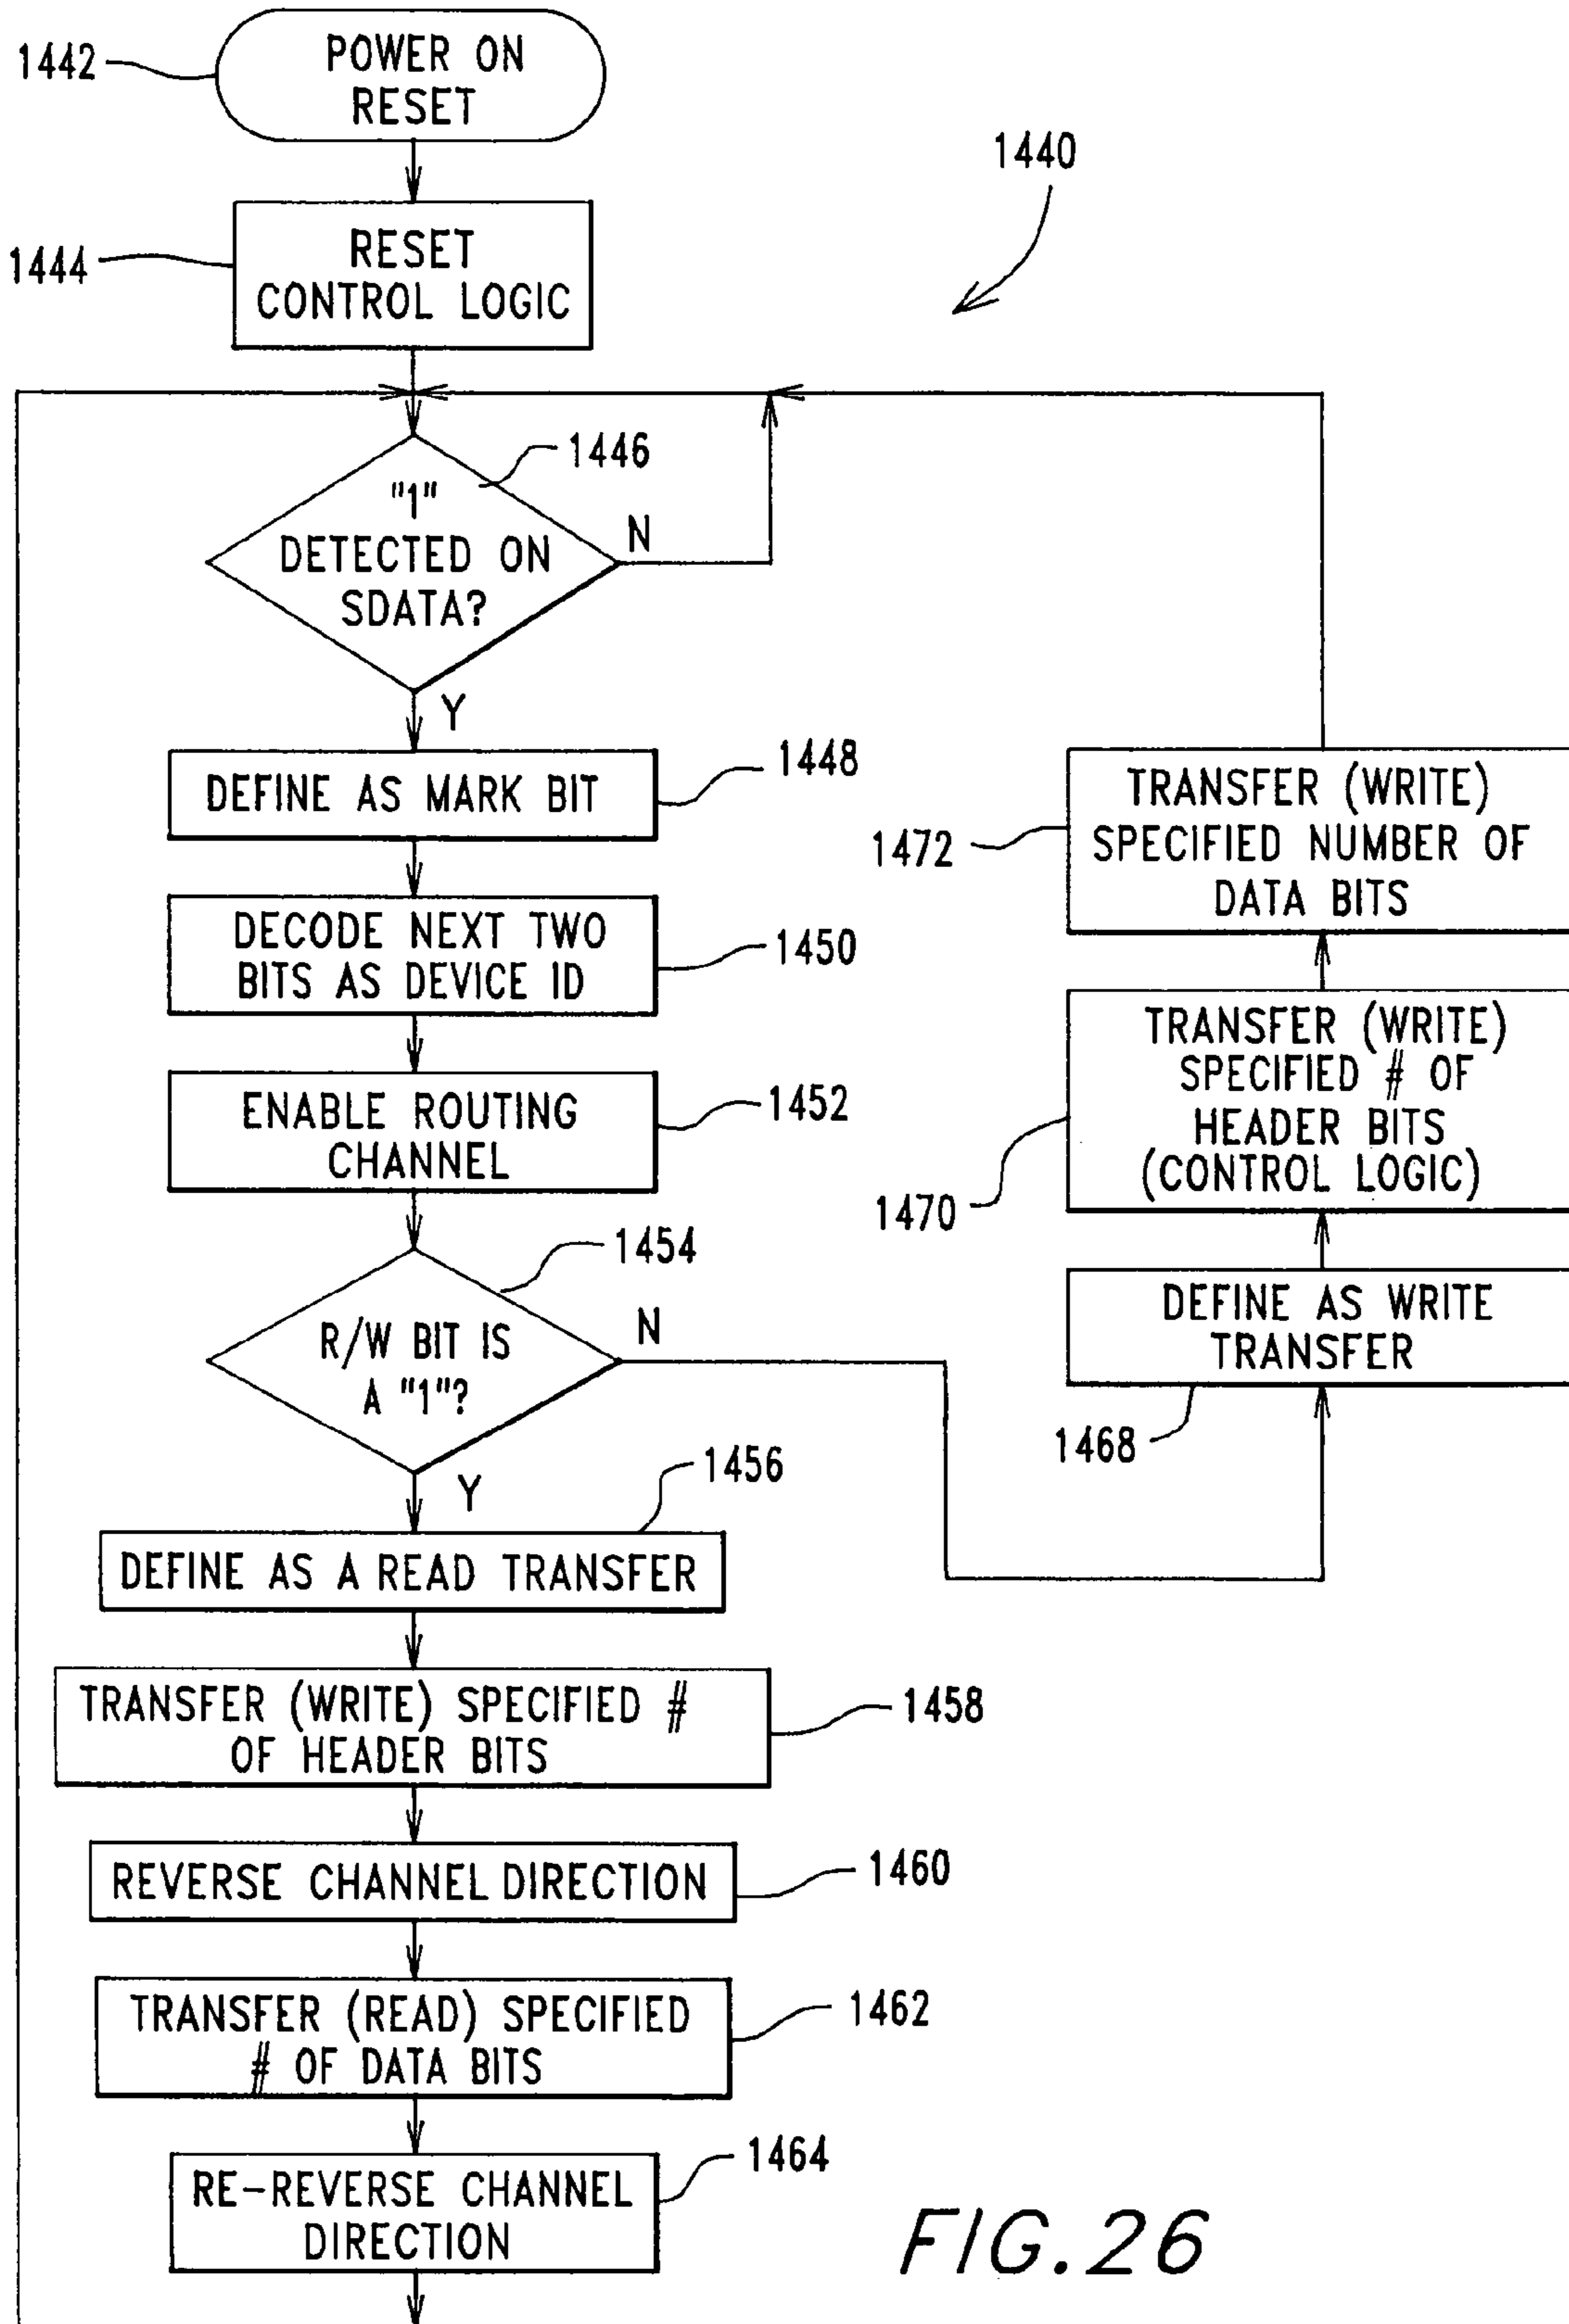 1442
POWER ON
RESET
1440
1444
RESET
CONTROL LOGIC
1446
"1"
DETECTED ON
SDATA?
N
Y
1448
DEFINE AS MARK BIT
1450
DECODE NEXT TWO
BITS AS DEVICE ID
1452
ENABLE ROUTING
CHANNEL
1454
R/W BIT IS
A "1"?
N
Y
1456
DEFINE AS A READ TRANSFER
1458
TRANSFER (WRITE) SPECIFIED #
OF HEADER BITS
1460
REVERSE CHANNEL DIRECTION
1462
TRANSFER (READ) SPECIFIED
# OF DATA BITS
1464
RE-REVERSE CHANNEL
DIRECTION
1472
TRANSFER (WRITE)
SPECIFIED NUMBER OF
DATA BITS
1470
TRANSFER (WRITE)
SPECIFIED # OF
HEADER BITS
(CONTROL LOGIC)
DEFINE AS WRITE
TRANSFER
1468
FIG.26